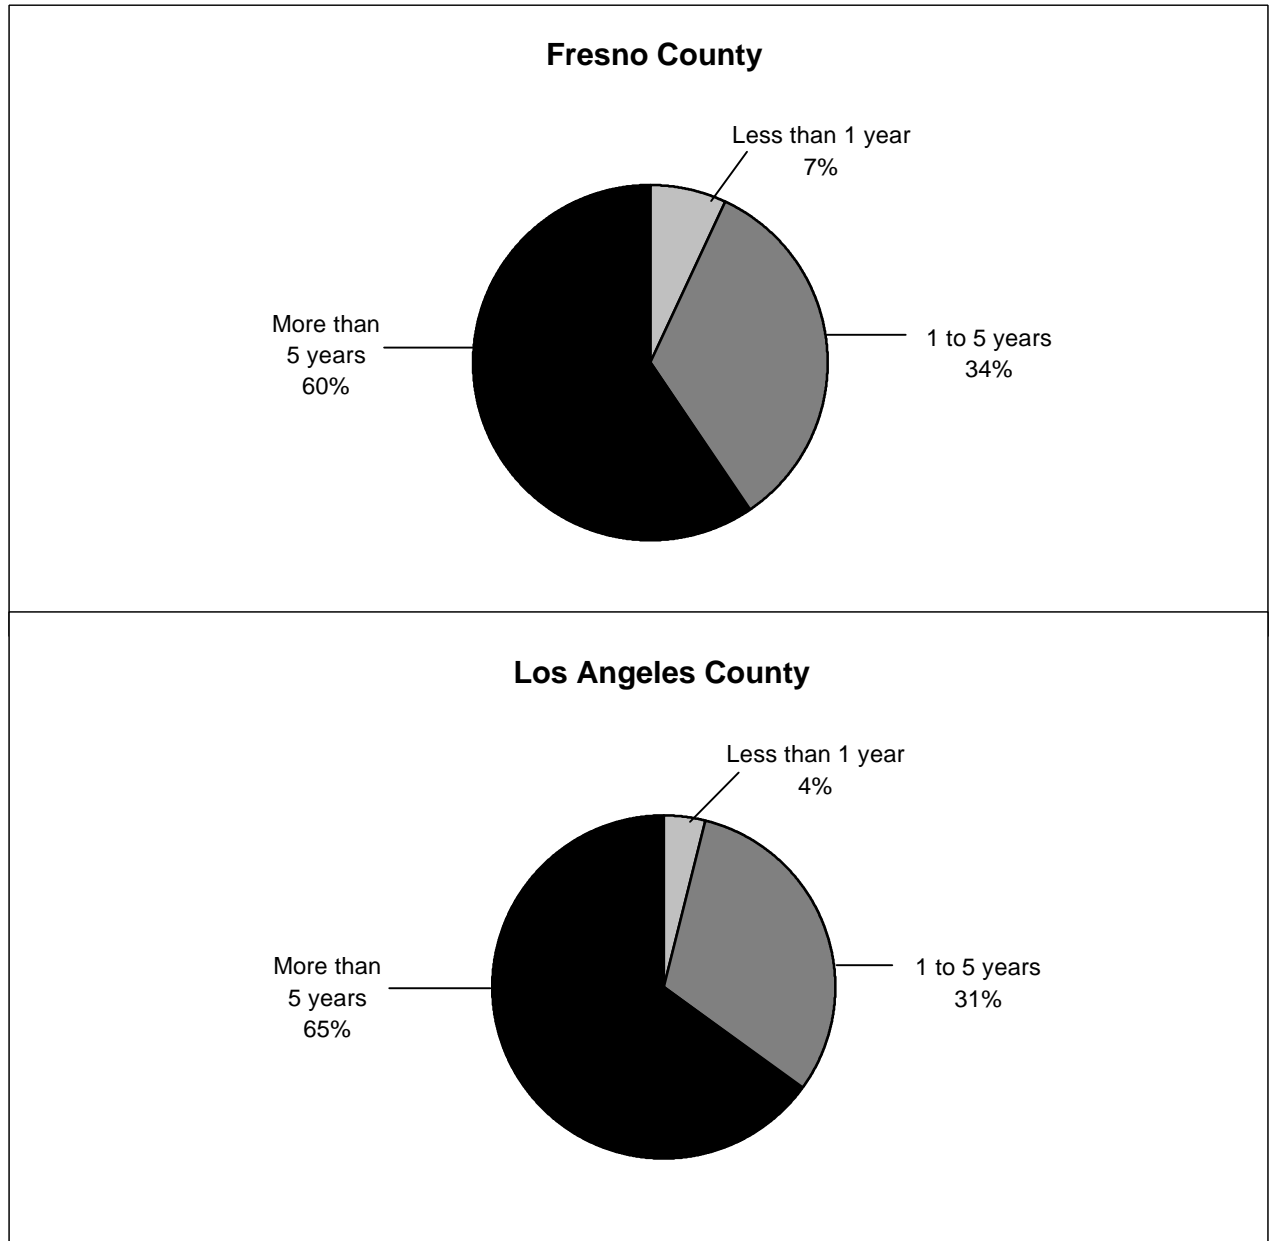 Fresno County
Less than 1 year
7%
More than
5 years
60%
1 to 5 years
34%
Los Angeles County
Less than 1 year
4%
More than
5 years
65%
1 to 5 years
31%